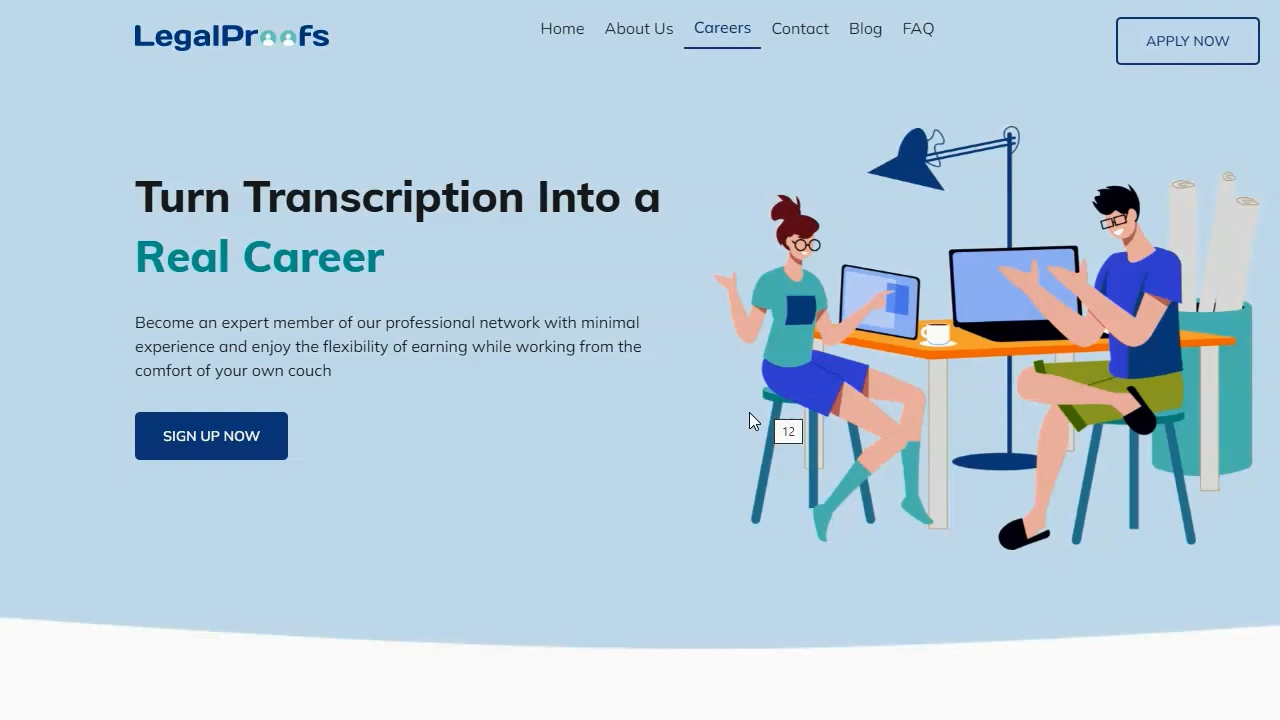 LegalProofs
Home About Us Careers Contact Blog FAQ
APPLY NOW
Turn Transcription Into a
Real Career
Become an expert member of our professional network with minimal
experience and enjoy the flexibility of earning while working from the
comfort of your own couch
SIGN UP NOW
12